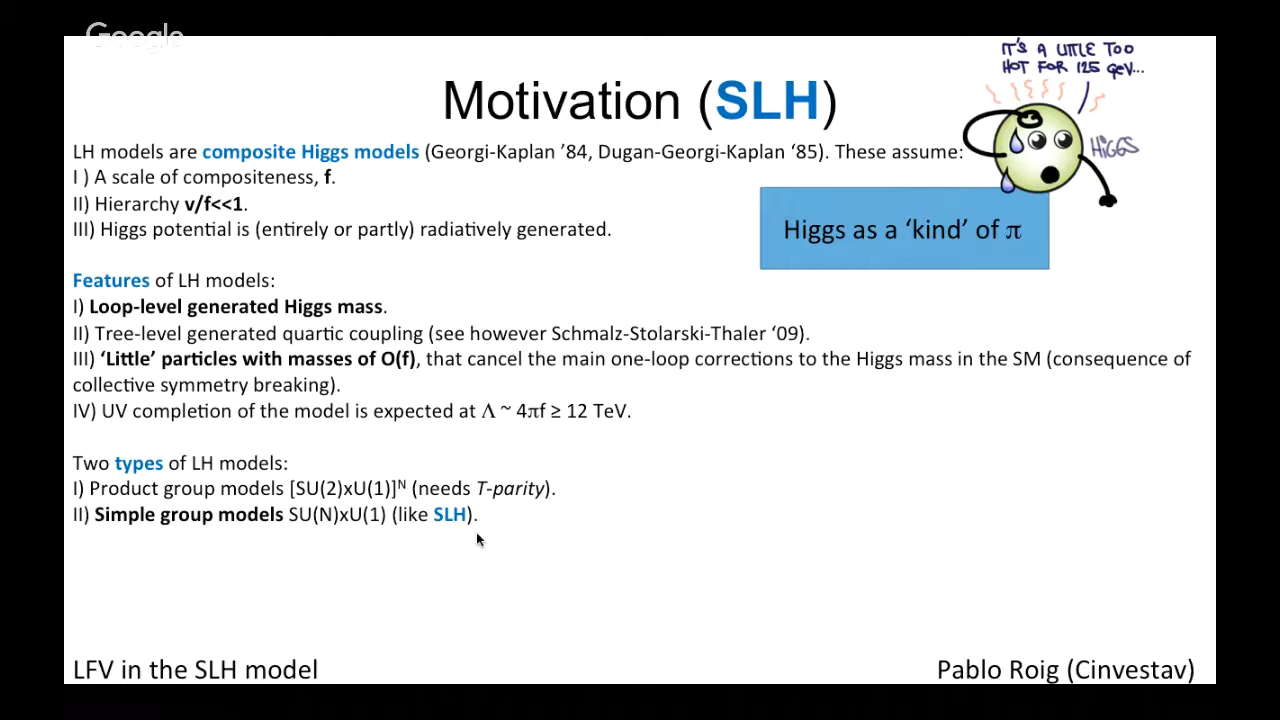 Google
IT'S A LITTLE TOO
HOT FOR 125 GeV...
Motivation (SLH)
HiGGS
LH models are composite Higgs models (Georgi-Kaplan ’84, Dugan-Georgi-Kaplan ‘85). These assume:
I ) A scale of compositeness, f.
II) Hierarchy v/f<<1.
III) Higgs potential is (entirely or partly) radiatively generated.
Higgs as a ‘kind’ of π
Features of LH models:
I) Loop-level generated Higgs mass.
II) Tree-level generated quartic coupling (see however Schmalz-Stolarski-Thaler ‘09).
III) ‘Little’ particles with masses of O(f), that cancel the main one-loop corrections to the Higgs mass in the SM (consequence of
collective symmetry breaking).
IV) UV completion of the model is expected at Λ ~ 4πf ≥ 12 TeV.
Two types of LH models:
I) Product group models [SU(2)xU(1)]ᴺ (needs T-parity).
II) Simple group models SU(N)xU(1) (like SLH).
LFV in the SLH model
Pablo Roig (Cinvestav)